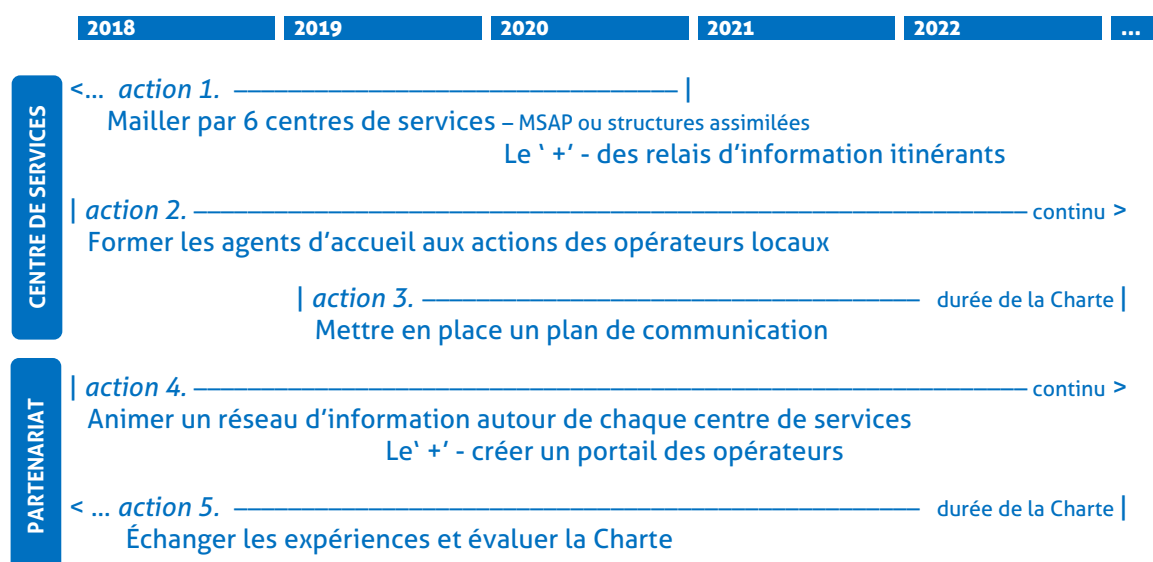 2018 2019 2020 2021 2022 ...
CENTRE DE SERVICES
<... action 1. ——————————————————— |
Mailler par 6 centres de services – MSAP ou structures assimilées
Le ‘ +’ - des relais d’information itinérants
| action 2. ——————————————————— continu >
Former les agents d’accueil aux actions des opérateurs locaux
| action 3. ——————————————————— durée de la Charte |
Mettre en place un plan de communication
PARTENARIAT
| action 4. ——————————————————— continu >
Animer un réseau d’information autour de chaque centre de services
Le‘ +’ - créer un portail des opérateurs
< ... action 5. ——————————————————— durée de la Charte |
Échanger les expériences et évaluer la Charte